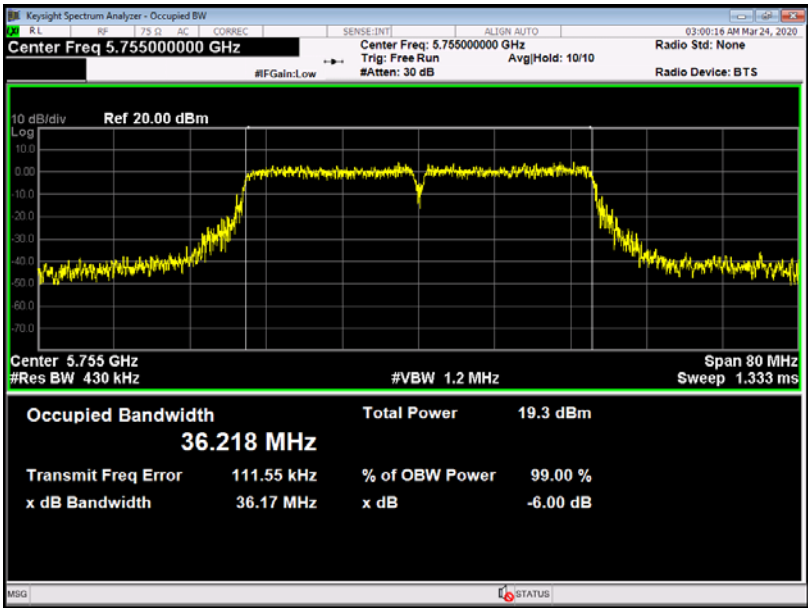 Keysight Spectrum Analyzer - Occupied BW
RL RF 75 Ω AC CORREC SENSE:INT ALIGN AUTO 03:00:16 AM Mar 24, 2020
Center Freq 5.755000000 GHz Center Freq: 5.755000000 GHz Radio Std: None
Trig: Free Run Avg|Hold: 10/10
#IFGain:Low #Atten: 30 dB Radio Device: BTS
10 dB/div Ref 20.00 dBm
Log
10.0
0.00
-10.0
-20.0
-30.0
-40.0
-50.0
-60.0
-70.0
Center 5.755 GHz Span 80 MHz
#Res BW 430 kHz #VBW 1.2 MHz Sweep 1.333 ms
Occupied Bandwidth Total Power 19.3 dBm
36.218 MHz
Transmit Freq Error 111.55 kHz % of OBW Power 99.00 %
x dB Bandwidth 36.17 MHz x dB -6.00 dB
MSG STATUS